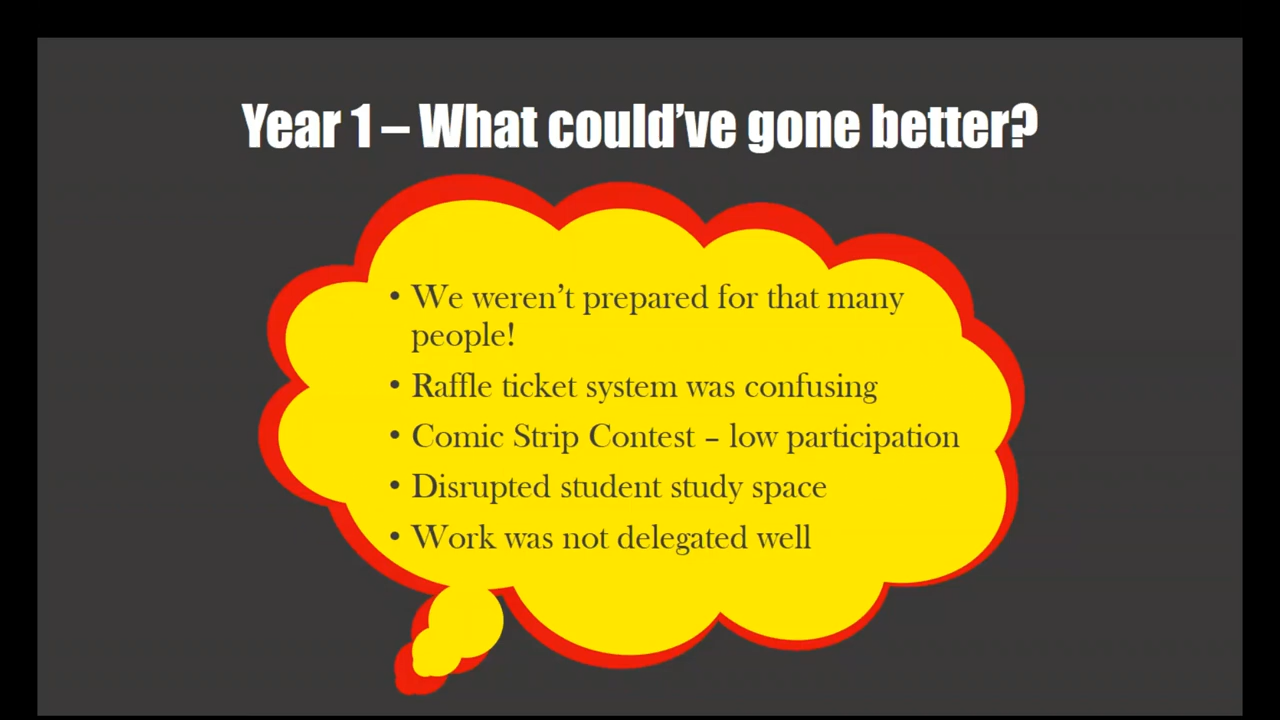 Year 1 – What could’ve gone better?
• We weren’t prepared for that many
people!
• Raffle ticket system was confusing
• Comic Strip Contest – low participation
• Disrupted student study space
• Work was not delegated well